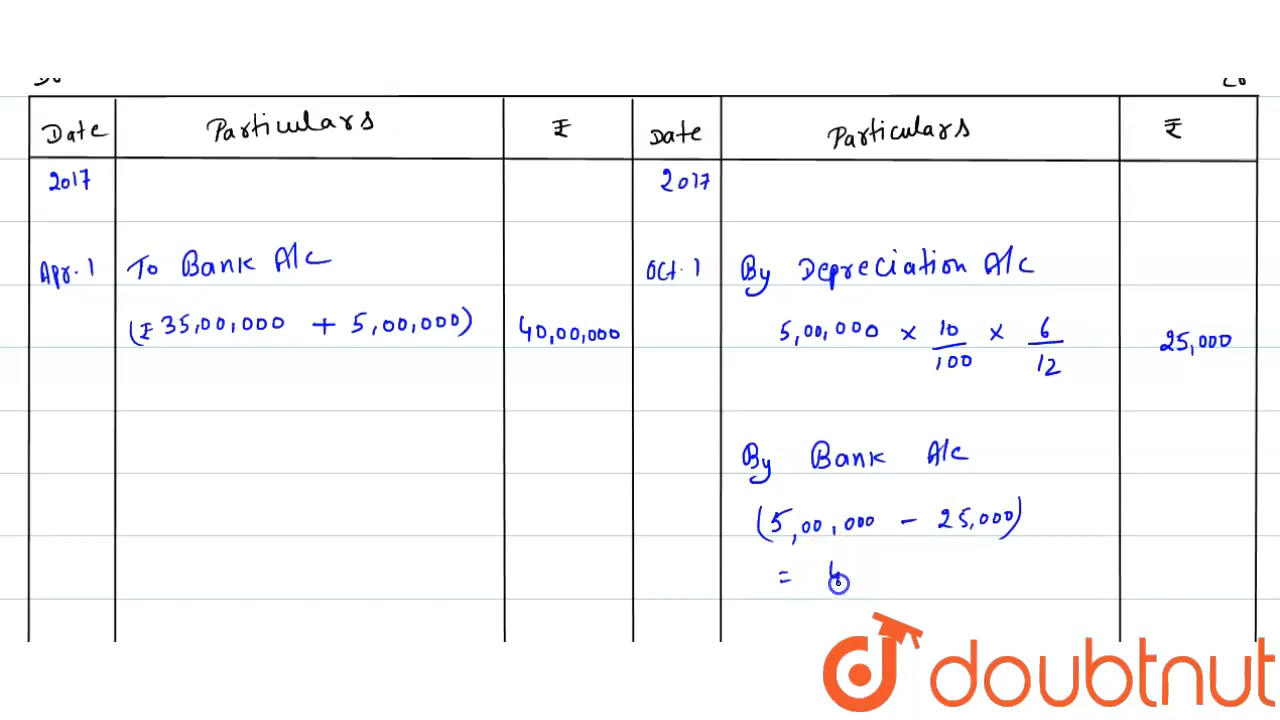 Date Particulars ₹ Date Particulars ₹
2017 2017
Apr. 1 To Bank A/c Oct. 1 By Depreciation A/c
(₹ 35,00,000 + 5,00,000) 40,00,000 5,00,000 × 10/100 × 6/12 25,000
By Bank A/c
(5,00,000 - 25,000)
= 4
doubtnut